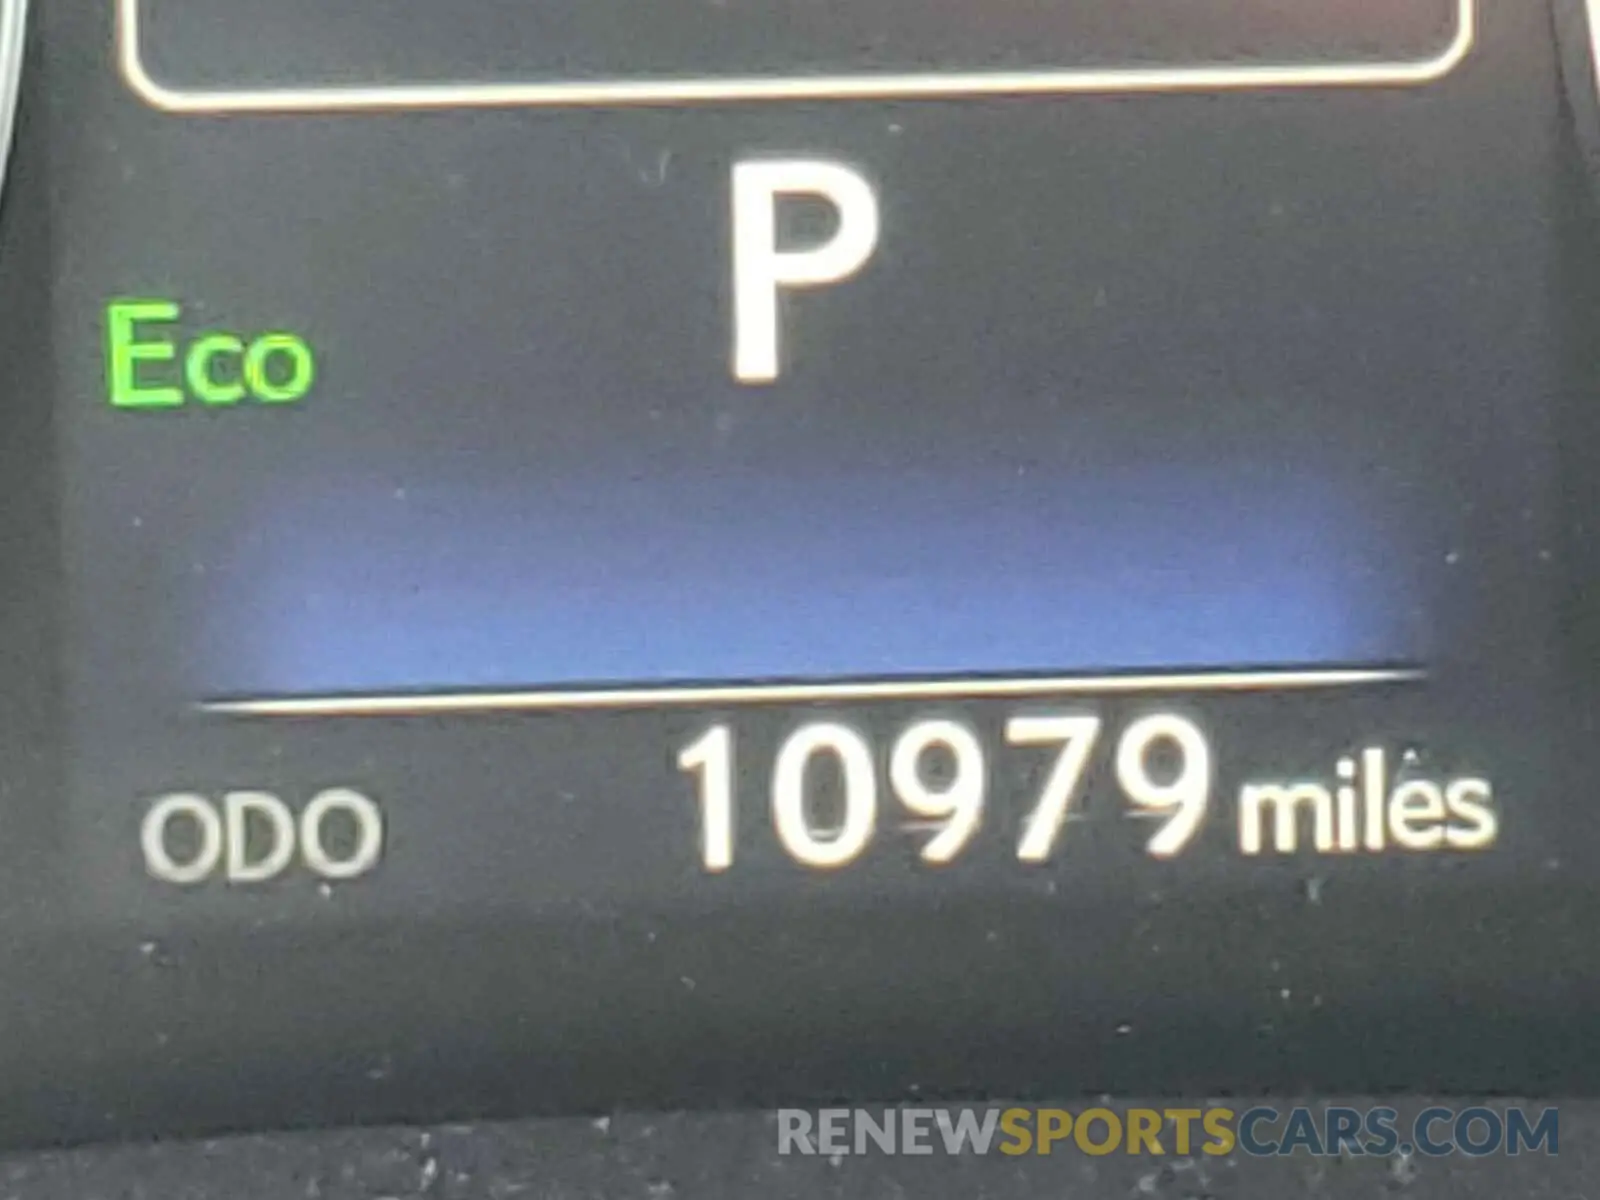 P
Eco
ODO 10979 miles
RENEWSPORTSCARS.COM